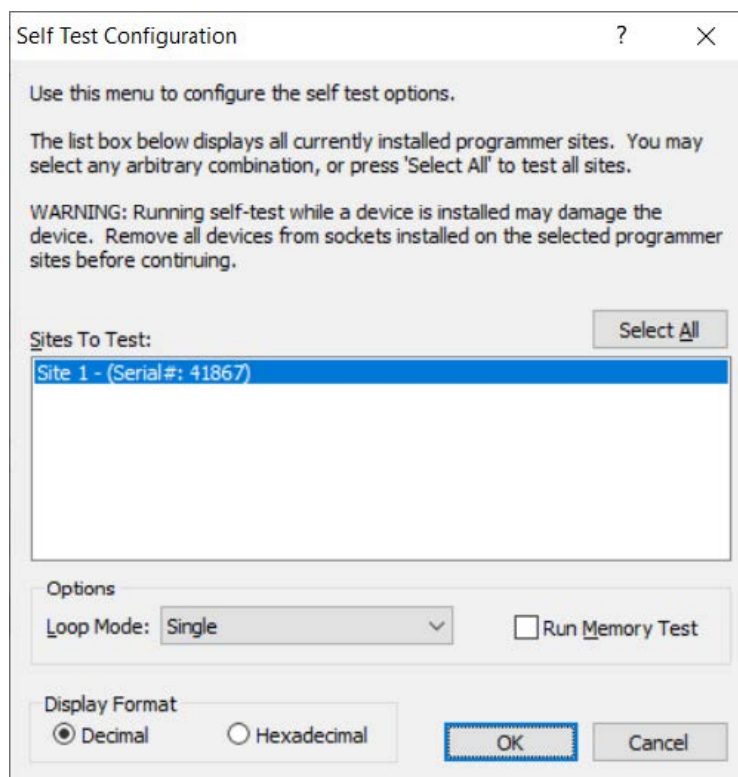 Self Test Configuration
?
Use this menu to configure the self test options.
The list box below displays all currently installed programmer sites. You may
select any arbitrary combination, or press 'Select All' to test all sites.
WARNING: Running self-test while a device is installed may damage the
device. Remove all devices from sockets installed on the selected programmer
sites before continuing.
Select All
Sites To Test:
Site 1 - (Serial#: 41867)
Options
Loop Mode: Single
Run Memory Test
Display Format
Decimal
Hexadecimal
OK
Cancel